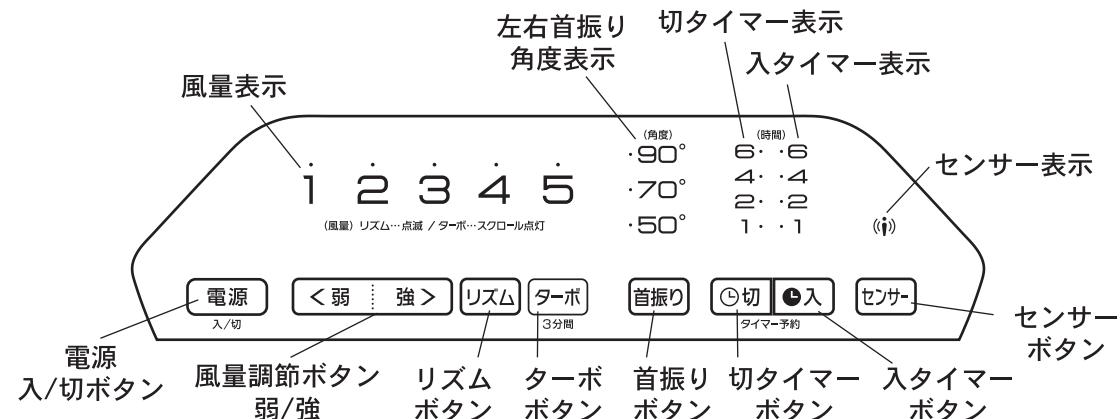 左右首振り
角度表示
切タイマー表示
入タイマー表示
風量表示
センサー表示
(角度)
(時間)
・90°
6・ ・6
1 2 3 4 5
・70°
4・ ・4
2・ ・2
・50°
1・ ・1
(風量) リズム…点滅 / ターボ…スクロール点灯
電源
<弱 強>
リズム
ターボ
首振り
切
入
センサー
入/切
3分間
タイマー予約
電源
入/切ボタン
風量調節ボタン
弱/強
リズム
ボタン
ターボ
ボタン
首振り
ボタン
切タイマー
ボタン
入タイマー
ボタン
センサー
ボタン